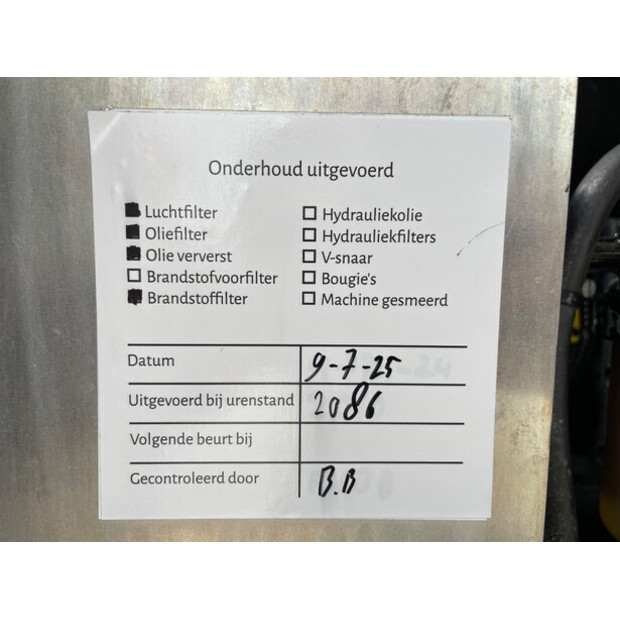 Onderhoud uitgevoerd
Luchtfilter
Oliefilter
Olie ververst
Brandstofvoorfilter
Brandstoffilter
Hydrauliekolie
Hydrauliekfilters
V-snaar
Bougie's
Machine gesmeerd
Datum 9-7-25
Uitgevoerd bij urenstand 2086
Volgende beurt bij
Gecontroleerd door B.B